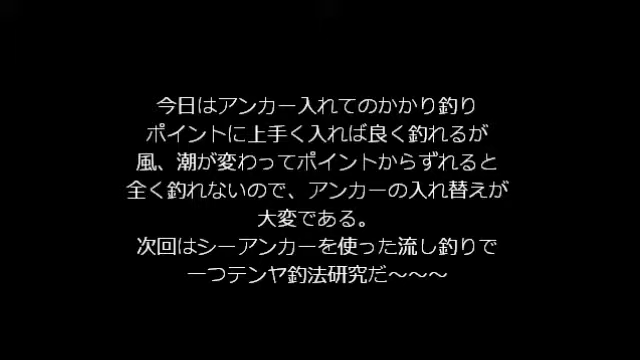 今日はアンカー入れてのかかり釣り
ポイントに上手く入れば良く釣れるが
風、潮が変わってポイントからずれると
全く釣れないので、アンカーの入れ替えが
大変である。
次回はシーアンカーを使った流し釣りで
一つテンヤ釣法研究だ～～～